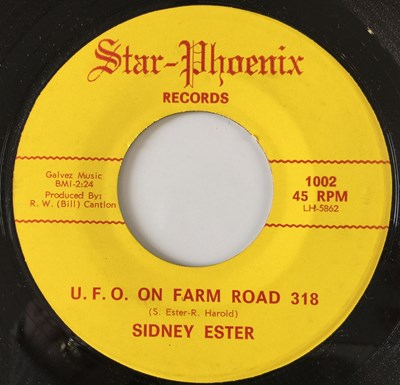 Star-Phoenix
RECORDS
Galvez Music
BMI-2:24
Produced By:
R. W. (Bill) Cantlon
1002
45 RPM
LH-5862
U. F. O. ON FARM ROAD 318
(S. Ester-R. Harold)
SIDNEY ESTER